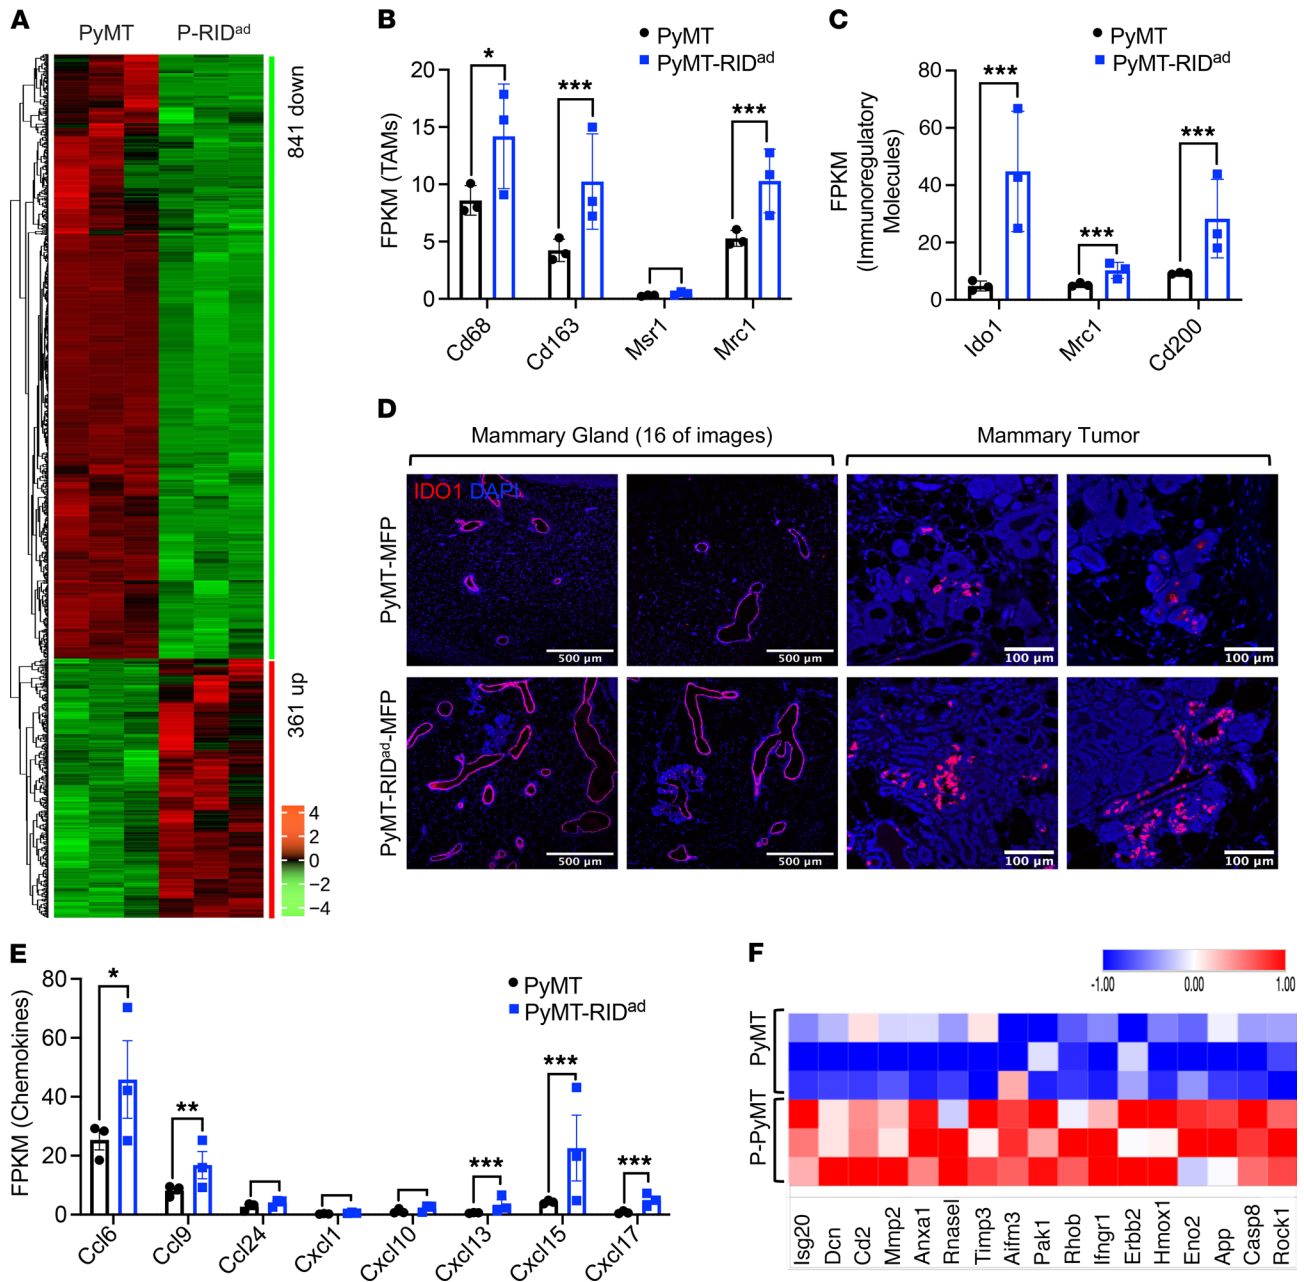 A
PyMT P-RIDad
841 down
361 up
4
2
0
−2
−4
B
PyMT
PyMT-RIDad
FPKM (TAMs)
20
15
10
5
0
* *** ***
Cd68 Cd163 Msr1 Mrc1
C
PyMT
PyMT-RIDad
FPKM
(Immunoregulatory
Molecules)
80
60
40
20
0
*** *** ***
Ido1 Mrc1 Cd200
D
Mammary Gland (16 of images) Mammary Tumor
PyMT-MFP
IDO1 DAPI
500 µm 500 µm 100 µm 100 µm
PyMT-RIDad-MFP
500 µm 500 µm 100 µm 100 µm
E
PyMT
PyMT-RIDad
FPKM (Chemokines)
80
60
40
20
0
* ** *** *** ***
Ccl6 Ccl9 Ccl24 Cxcl1 Cxcl10 Cxcl13 Cxcl15 Cxcl17
F
-1.00 0.00 1.00
PyMT
P-PyMT
Isg20 Dcn Cd2 Mmp2 Anxa1 Rnasel Timp3 Aifm3 Pak1 Rhob Ifngr1 Erbb2 Hmox1 Eno2 App Casp8 Rock1